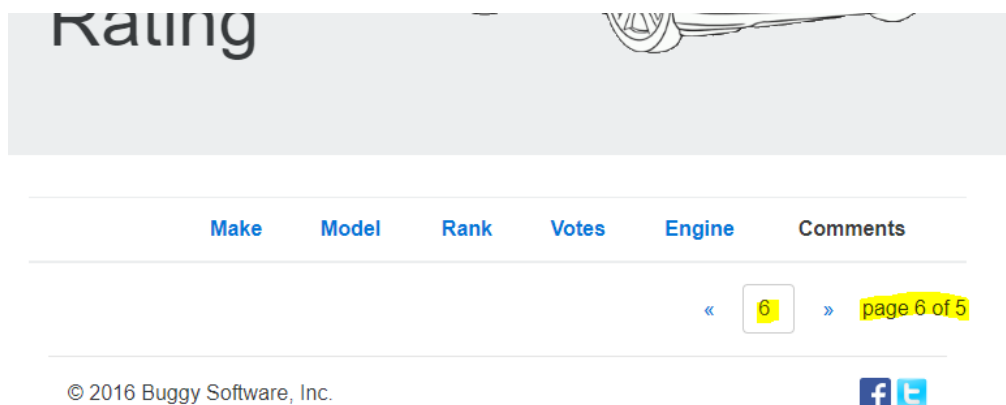 Rating
Make Model Rank Votes Engine Comments
« 6 » page 6 of 5
© 2016 Buggy Software, Inc.